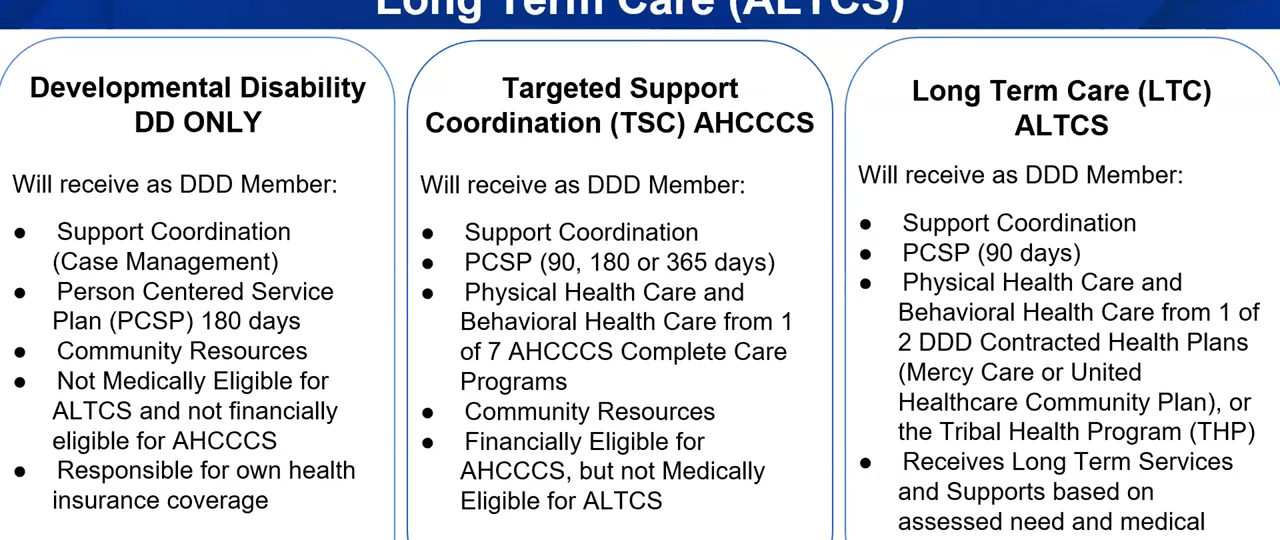 Long Term Care (ALTCS)
Developmental Disability
DD ONLY
Will receive as DDD Member:
● Support Coordination
(Case Management)
● Person Centered Service
Plan (PCSP) 180 days
● Community Resources
● Not Medically Eligible for
ALTCS and not financially
eligible for AHCCCS
● Responsible for own health
insurance coverage
Targeted Support
Coordination (TSC) AHCCCS
Will receive as DDD Member:
● Support Coordination
● PCSP (90, 180 or 365 days)
● Physical Health Care and
Behavioral Health Care from 1
of 7 AHCCCS Complete Care
Programs
● Community Resources
● Financially Eligible for
AHCCCS, but not Medically
Eligible for ALTCS
Long Term Care (LTC)
ALTCS
Will receive as DDD Member:
● Support Coordination
● PCSP (90 days)
● Physical Health Care and
Behavioral Health Care from 1 of
2 DDD Contracted Health Plans
(Mercy Care or United
Healthcare Community Plan), or
the Tribal Health Program (THP)
● Receives Long Term Services
and Supports based on
assessed need and medical